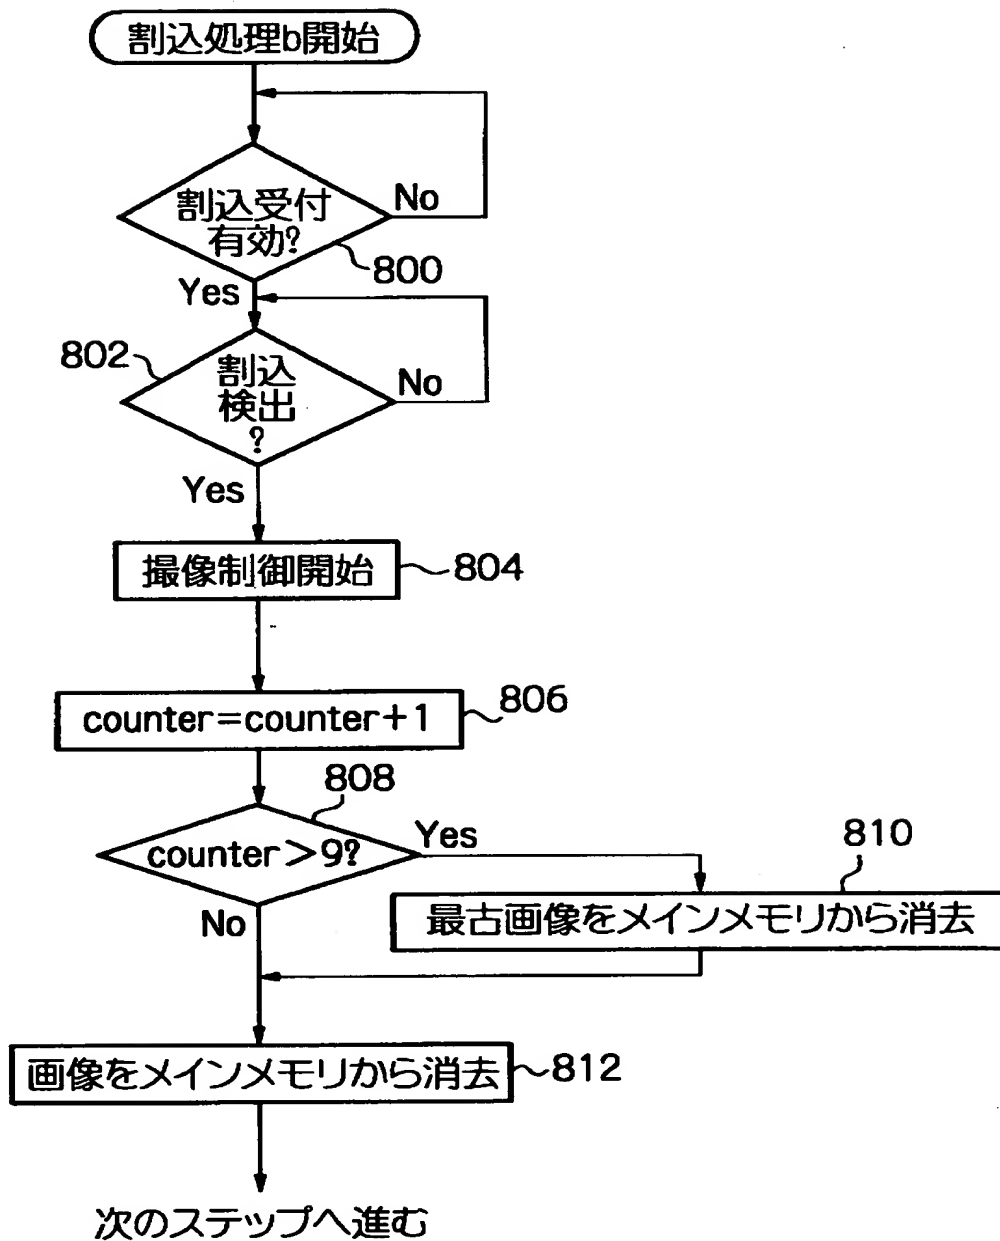 割込処理b開始
割込受付
有効?
No
800
Yes
802
割込
検出
?
No
Yes
撮像制御開始
804
counter=counter+1
806
808
counter>9?
Yes
810
No
最古画像をメインメモリから消去
画像をメインメモリから消去
812
次のステップへ進む